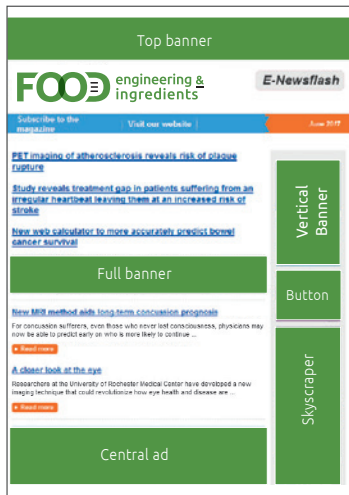 Top banner
FOOD engineering &
ingredients
E-Newsflash
Subscribe to the
magazine
Visit our website
June 2017
PET imaging of atherosclerosis reveals risk of plaque
rupture
Study reveals treatment gap in patients suffering from an
irregular heartbeat leaving them at an increased risk of
stroke
New web calculator to more accurately predict bowel
cancer survival
Vertical
Banner
Full banner
Button
New MRI method aids long-term concussion prognosis
For concussion sufferers, even those who never lost consciousness, physicians may
now be able to predict early on who is more likely to continue ...
Read more
A closer look at the eye
Researchers at the University of Rochester Medical Center have developed a new
imaging technique that could revolutionize how eye health and disease are ...
Read more
Skyscraper
Central ad